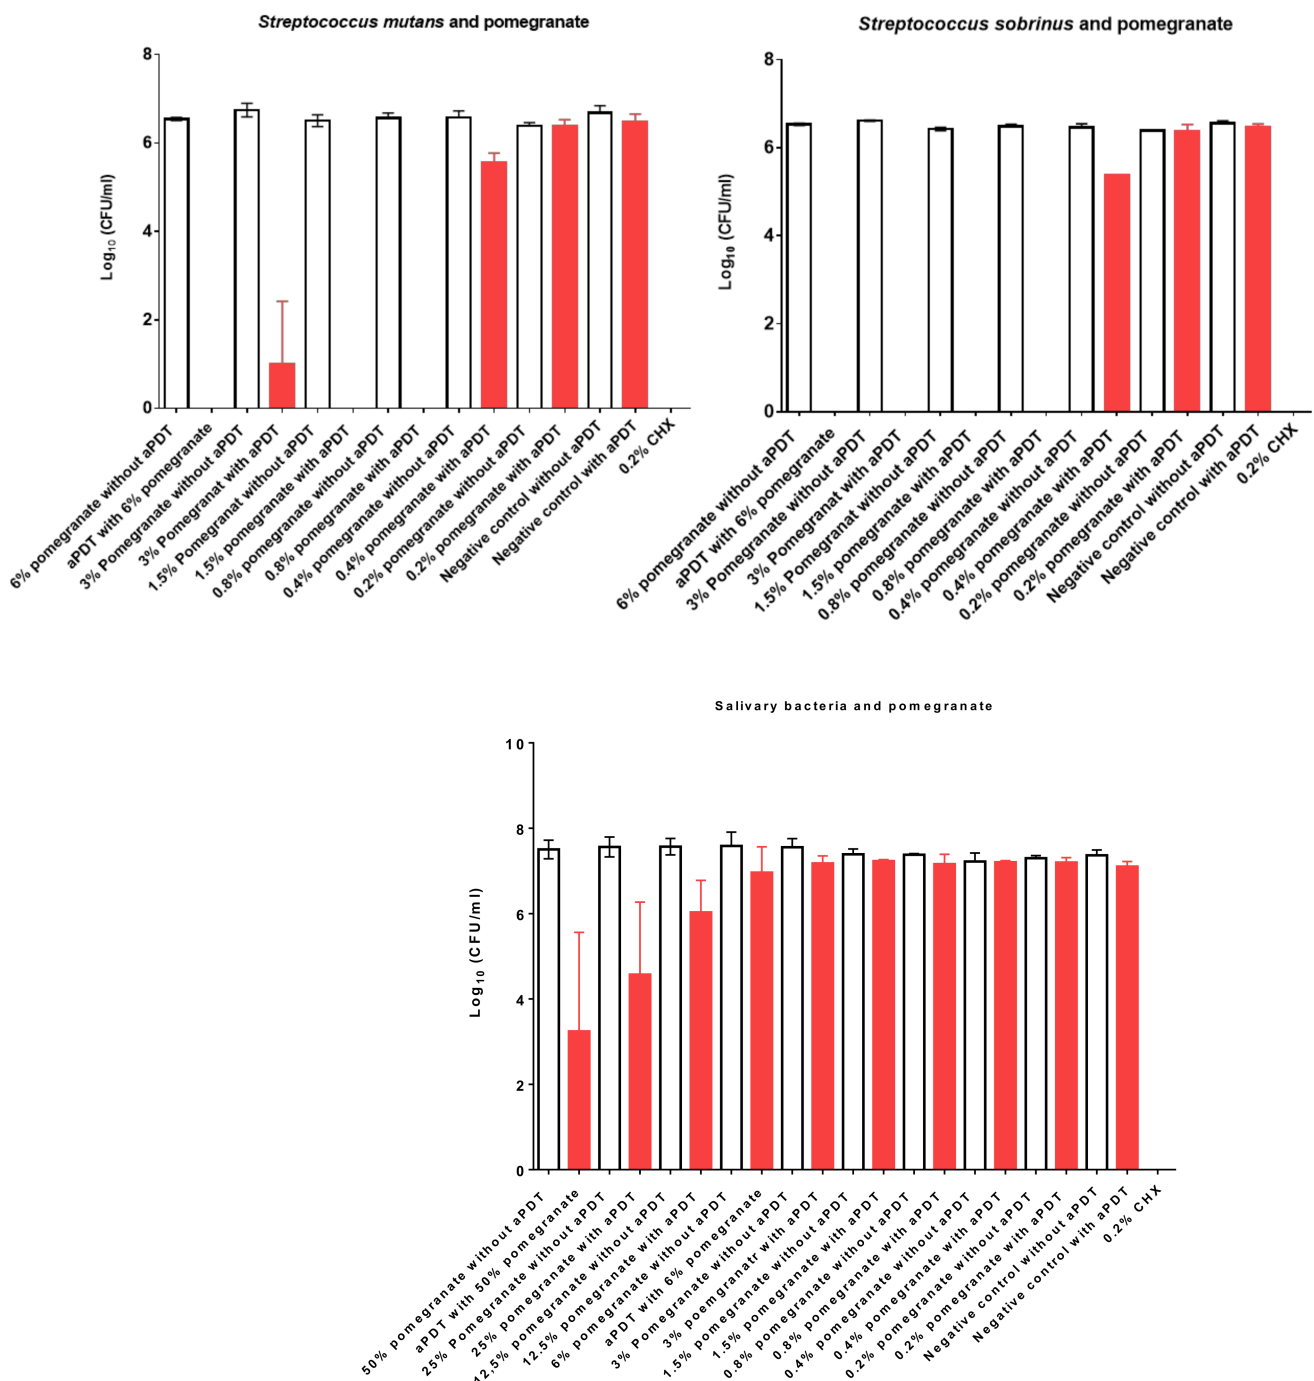 Streptococcus mutans and pomegranate
Log10 (CFU/ml)
8
6
4
2
0
6% pomegranate without aPDT
aPDT with 6% pomegranate
3% Pomegranate without aPDT
3% Pomegranat with aPDT
1.5% Pomegranat without aPDT
1.5% pomegranate with aPDT
0.8% pomegranate without aPDT
0.8% pomegranate with aPDT
0.4% pomegranate without aPDT
0.4% pomegranate with aPDT
0.2% pomegranate without aPDT
0.2% pomegranate with aPDT
Negative control without aPDT
Negative control with aPDT
0.2% CHX
Streptococcus sobrinus and pomegranate
Log10 (CFU/ml)
8
6
4
2
0
6% pomegranate without aPDT
aPDT with 6% pomegranate
3% Pomegranate without aPDT
3% Pomegranat with aPDT
1.5% Pomegranat without aPDT
1.5% pomegranate with aPDT
0.8% pomegranate without aPDT
0.8% pomegranate with aPDT
0.4% pomegranate without aPDT
0.4% pomegranate with aPDT
0.2% pomegranate without aPDT
0.2% pomegranate with aPDT
Negative control without aPDT
Negative control with aPDT
0.2% CHX
Salivary bacteria and pomegranate
Log10 (CFU/ml)
10
8
6
4
2
0
50% pomegranate without aPDT
aPDT with 50% pomegranate
25% Pomegranate without aPDT
25% pomegranate with aPDT
12,5% pomegranate without aPDT
12.5% pomegranate with aPDT
6% pomegranate without aPDT
aPDT with 6% pomegranate
3% Pomegranate without aPDT
3% poemgranatr with aPDT
1.5% pomegranate without aPDT
1.5% pomegranate with aPDT
0.8% pomegranate without aPDT
0.8% pomegranate with aPDT
0.4% pomegranate without aPDT
0.4% pomegranate with aPDT
0.2% pomegranate without aPDT
0.2% pomegranate with aPDT
Negative control without aPDT
Negative control with aPDT
0.2% CHX